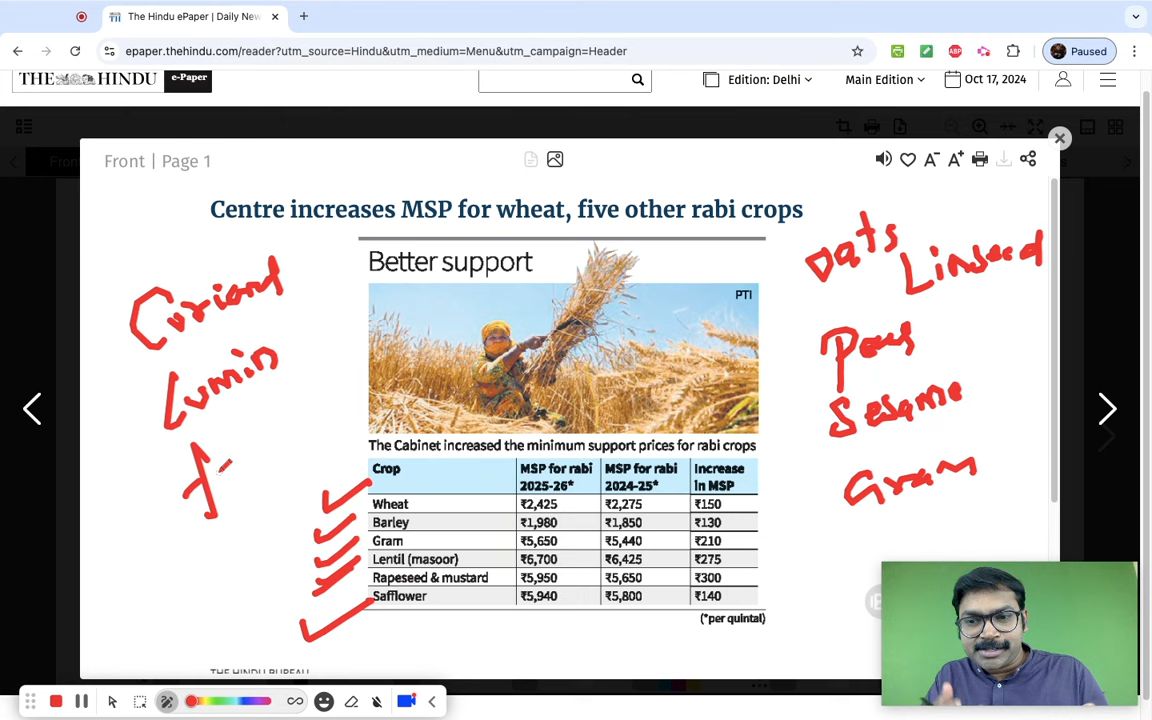 The Hindu ePaper | Daily New
epaper.thehindu.com/reader?utm_source=Hindu&utm_medium=Menu&utm_campaign=Header
ABP
Paused
THE HINDU e-Paper
Edition: Delhi
Main Edition
Oct 17, 2024
Front | Page 1
A- A+
Centre increases MSP for wheat, five other rabi crops
Better support
PTI
The Cabinet increased the minimum support prices for rabi crops
Crop MSP for rabi 2025-26* MSP for rabi 2024-25* Increase in MSP
Wheat ₹2,425 ₹2,275 ₹150
Barley ₹1,980 ₹1,850 ₹130
Gram ₹5,650 ₹5,440 ₹210
Lentil (masoor) ₹6,700 ₹6,425 ₹275
Rapeseed & mustard ₹5,950 ₹5,650 ₹300
Safflower ₹5,940 ₹5,800 ₹140
(*per quintal)
THE HINDU BUREAU
Coriand
Cumin
Oats
Linseed
Peas
Sesame
Gram